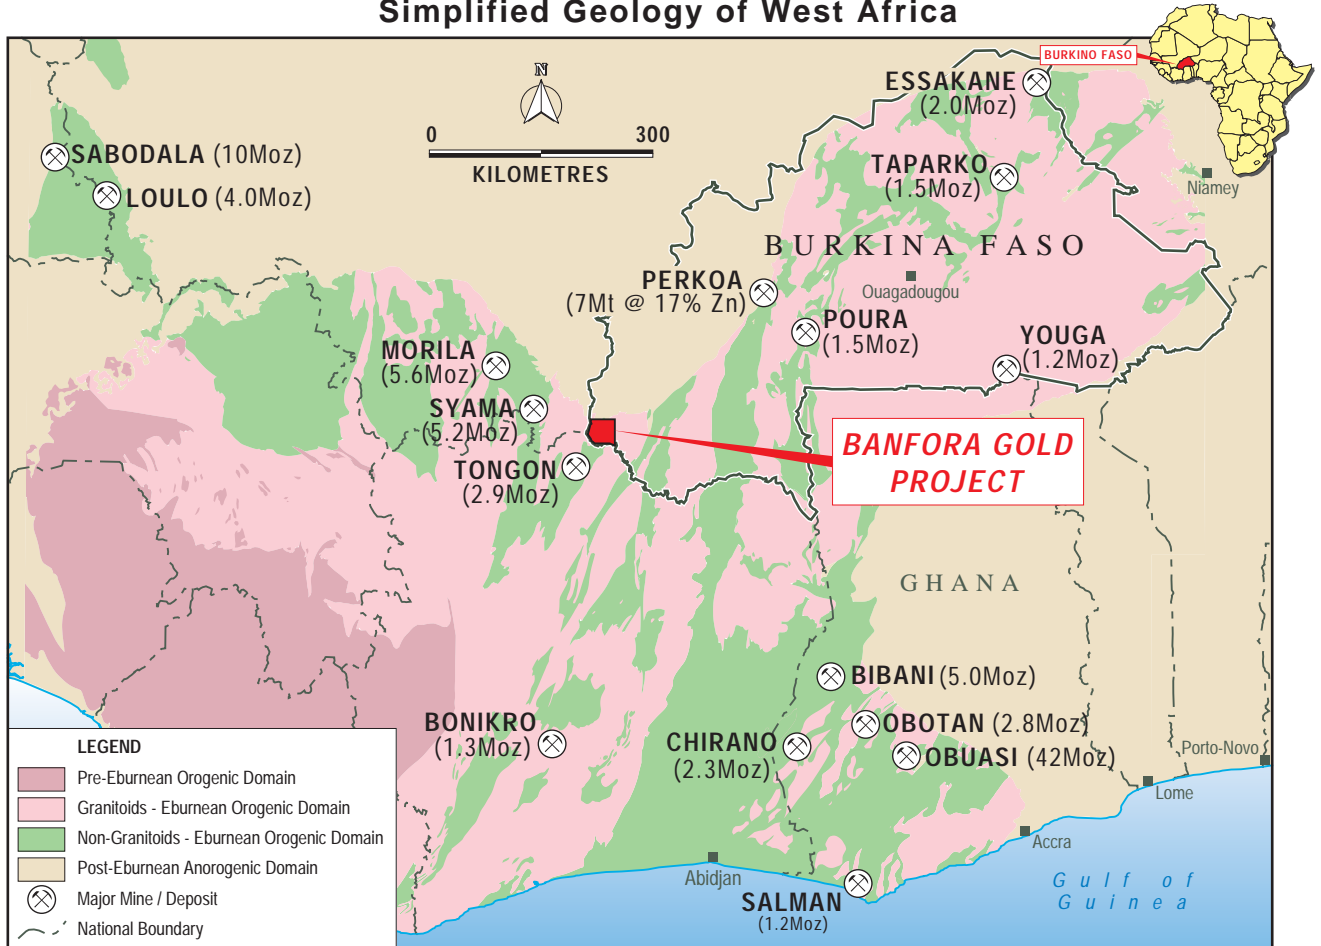 Simplified Geology of West Africa
BURKINO FASO
N
0 300
KILOMETRES
ESSAKANE
(2.0Moz)
SABODALA (10Moz)
LOULO (4.0Moz)
TAPARKO
(1.5Moz)
Niamey
BURKINA FASO
Ouagadougou
PERKOA
(7Mt @ 17% Zn)
POURA
(1.5Moz)
YOUGA
(1.2Moz)
MORILA
(5.6Moz)
SYAMA
(5.2Moz)
TONGON
(2.9Moz)
BANFORA GOLD
PROJECT
GHANA
BIBANI (5.0Moz)
OBOTAN (2.8Moz)
OBUASI (42Moz)
BONIKRO
(1.3Moz)
CHIRANO
(2.3Moz)
Porto-Novo
Lome
Accra
Abidjan
SALMAN
(1.2Moz)
Gulf of
Guinea
LEGEND
Pre-Eburnean Orogenic Domain
Granitoids - Eburnean Orogenic Domain
Non-Granitoids - Eburnean Orogenic Domain
Post-Eburnean Anorogenic Domain
Major Mine / Deposit
National Boundary